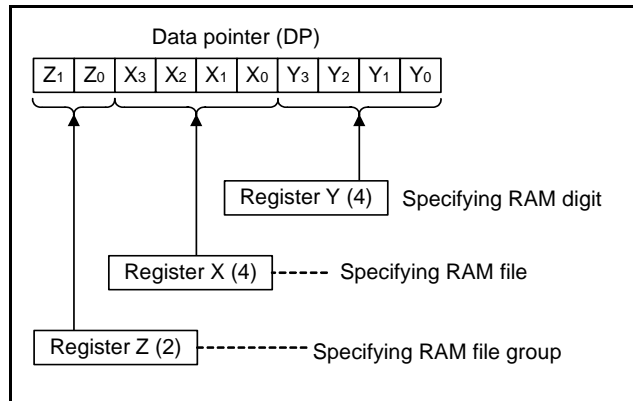 Data pointer (DP)
Z1 Z0 X3 X2 X1 X0 Y3 Y2 Y1 Y0
Register Y (4) Specifying RAM digit
Register X (4) Specifying RAM file
Register Z (2) Specifying RAM file group